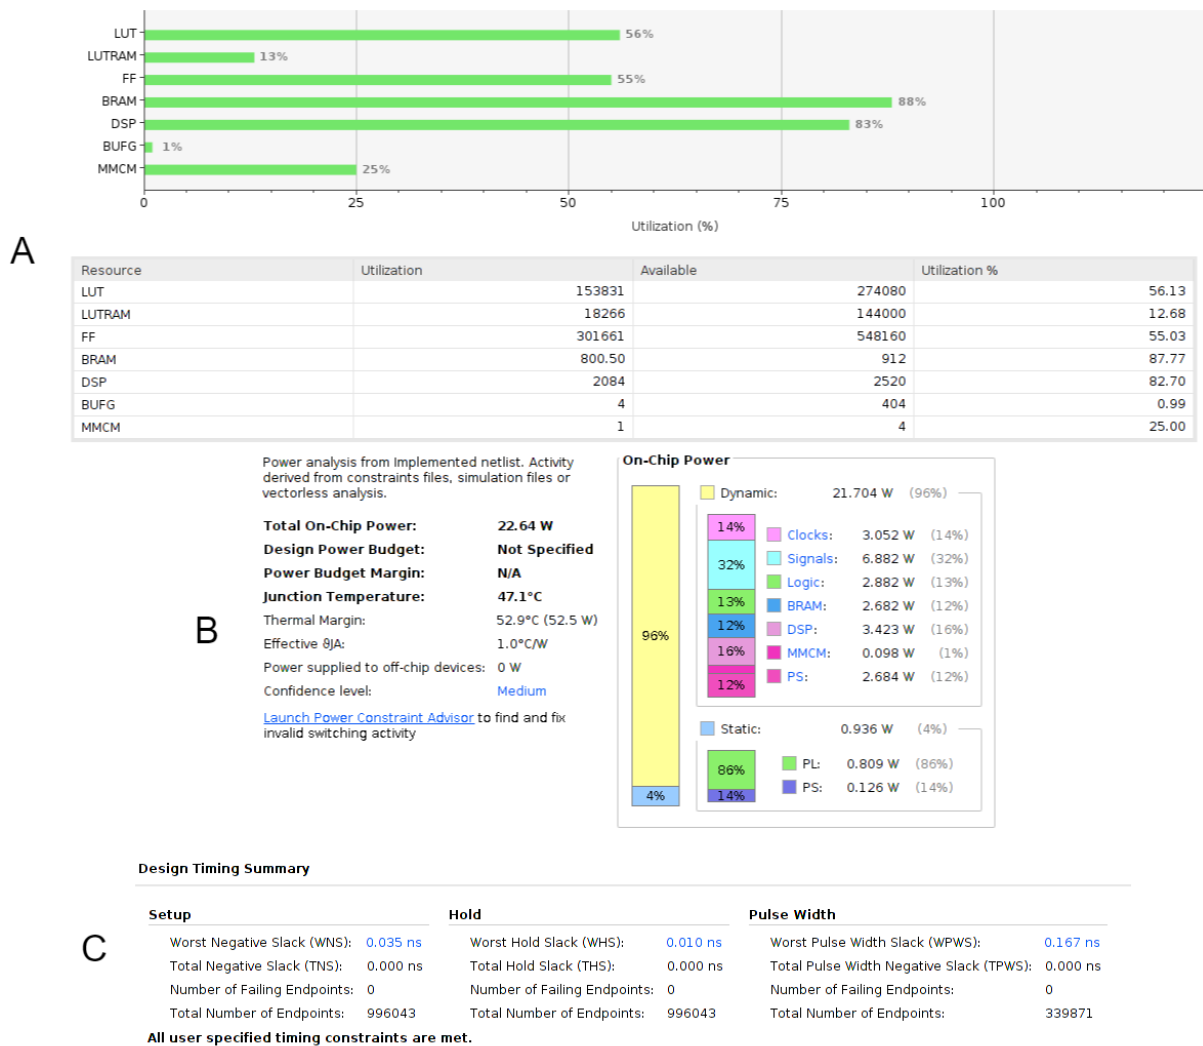 LUT 56%
LUTRAM 13%
FF 55%
BRAM 88%
DSP 83%
BUFG 1%
MMCM 25%
0 25 50 75 100
Utilization (%)
A
Resource Utilization Available Utilization %
LUT 153831 274080 56.13
LUTRAM 18266 144000 12.68
FF 301661 548160 55.03
BRAM 800.50 912 87.77
DSP 2084 2520 82.70
BUFG 4 404 0.99
MMCM 1 4 25.00
B
Power analysis from Implemented netlist. Activity
derived from constraints files, simulation files or
vectorless analysis.
Total On-Chip Power: 22.64 W
Design Power Budget: Not Specified
Power Budget Margin: N/A
Junction Temperature: 47.1°C
Thermal Margin: 52.9°C (52.5 W)
Effective ϑJA: 1.0°C/W
Power supplied to off-chip devices: 0 W
Confidence level: Medium
Launch Power Constraint Advisor to find and fix
invalid switching activity
On-Chip Power
96%
4%
Dynamic: 21.704 W (96%)
14% Clocks: 3.052 W (14%)
32% Signals: 6.882 W (32%)
13% Logic: 2.882 W (13%)
12% BRAM: 2.682 W (12%)
16% DSP: 3.423 W (16%)
MMCM: 0.098 W (1%)
12% PS: 2.684 W (12%)
Static: 0.936 W (4%)
86% PL: 0.809 W (86%)
14% PS: 0.126 W (14%)
C
Design Timing Summary
Setup
Worst Negative Slack (WNS): 0.035 ns
Total Negative Slack (TNS): 0.000 ns
Number of Failing Endpoints: 0
Total Number of Endpoints: 996043
Hold
Worst Hold Slack (WHS): 0.010 ns
Total Hold Slack (THS): 0.000 ns
Number of Failing Endpoints: 0
Total Number of Endpoints: 996043
Pulse Width
Worst Pulse Width Slack (WPWS): 0.167 ns
Total Pulse Width Negative Slack (TPWS): 0.000 ns
Number of Failing Endpoints: 0
Total Number of Endpoints: 339871
All user specified timing constraints are met.